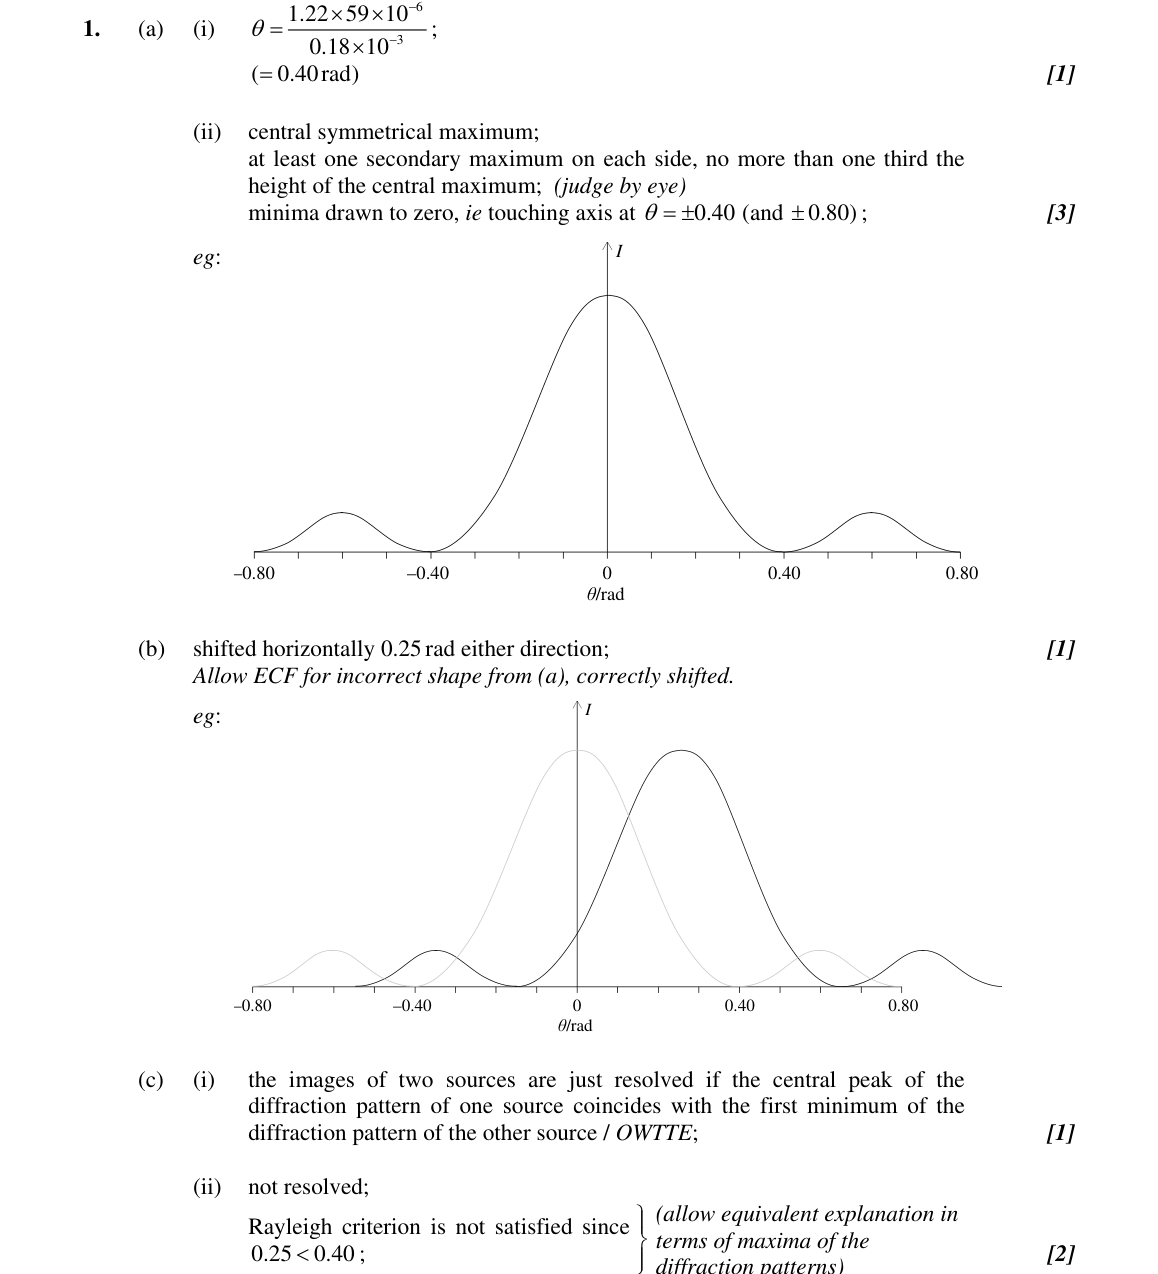 1. (a) (i) θ = 1.22×59×10⁻⁶ / 0.18×10⁻³ ;
(= 0.40 rad) [1]
(ii) central symmetrical maximum;
at least one secondary maximum on each side, no more than one third the
height of the central maximum; (judge by eye)
minima drawn to zero, ie touching axis at θ = ±0.40 (and ±0.80) ; [3]
eg:
I
–0.80 –0.40 0 0.40 0.80
θ/rad
(b) shifted horizontally 0.25 rad either direction; [1]
Allow ECF for incorrect shape from (a), correctly shifted.
eg:
I
–0.80 –0.40 0 0.40 0.80
θ/rad
(c) (i) the images of two sources are just resolved if the central peak of the
diffraction pattern of one source coincides with the first minimum of the
diffraction pattern of the other source / OWTTE; [1]
(ii) not resolved;
Rayleigh criterion is not satisfied since
0.25 < 0.40 ;
(allow equivalent explanation in
terms of maxima of the
diffraction patterns) [2]